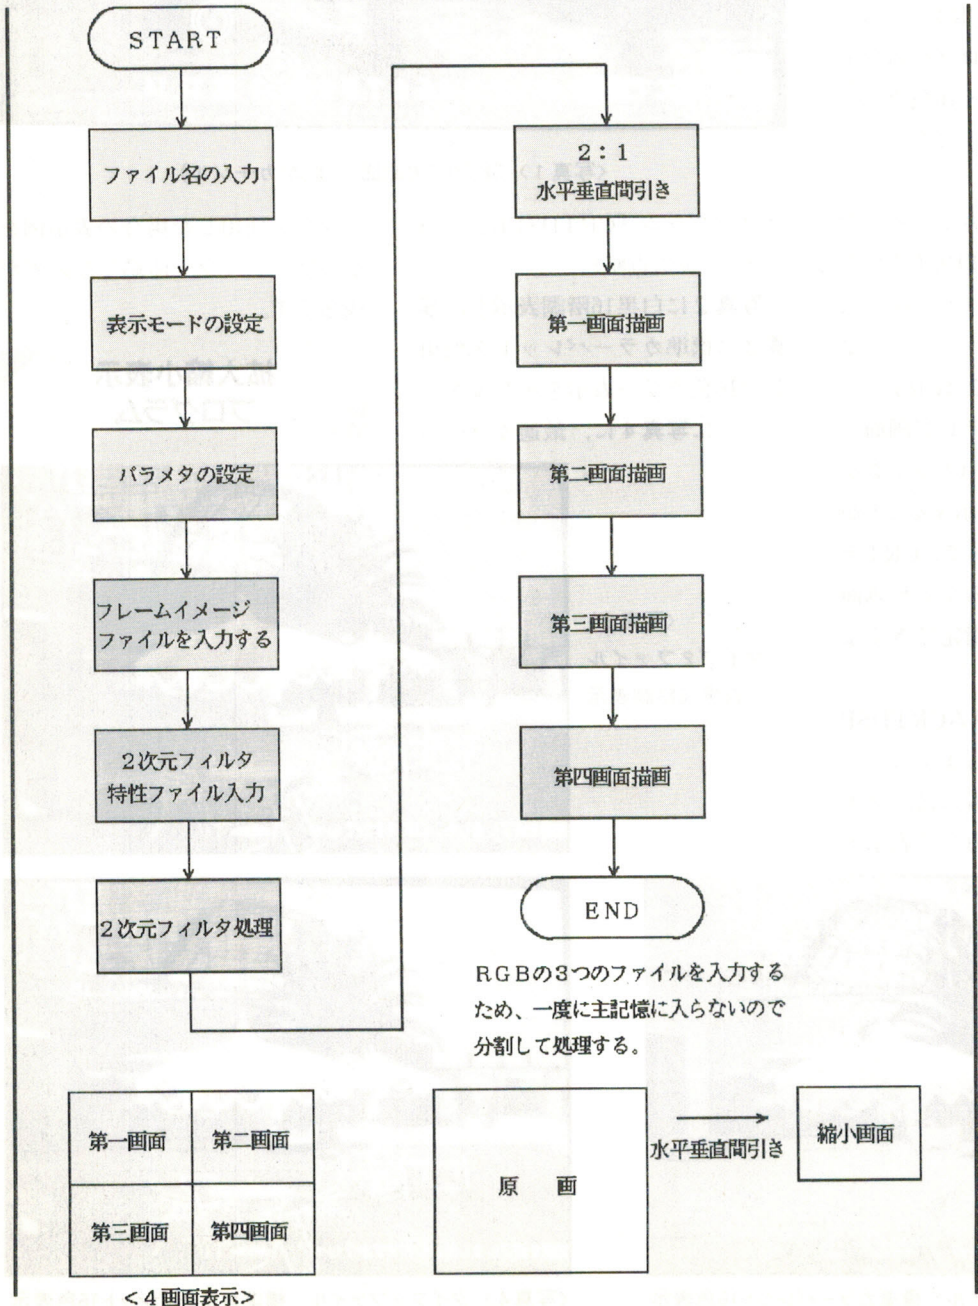 START
ファイル名の入力
表示モードの設定
パラメタの設定
フレームイメージ
ファイルを入力する
2次元フィルタ
特性ファイル入力
2次元フィルタ処理
2:1
水平垂直間引き
第一画面描画
第二画面描画
第三画面描画
第四画面描画
END
RGBの3つのファイルを入力する
ため、一度に主記憶に入らないので
分割して処理する。
第一画面 第二画面
第三画面 第四画面
<4画面表示>
原 画
水平垂直間引き
縮小画面